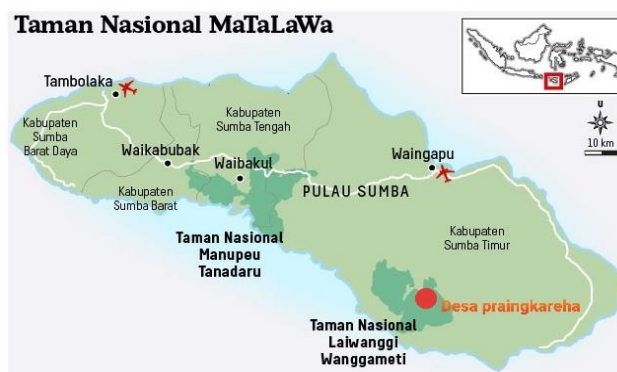 Taman Nasional MaTaLaWa
Tambolaka
U
10 km
Kabupaten
Sumba
Barat Daya
Kabupaten
Sumba Tengah
Waikabubak
Waibakul
Waingapu
PULAU SUMBA
Kabupaten
Sumba Barat
Kabupaten
Sumba Timur
Taman Nasional
Manupeu
Tanadaru
Desa praingkareha
Taman Nasional
Laiwanggi
Wanggameti